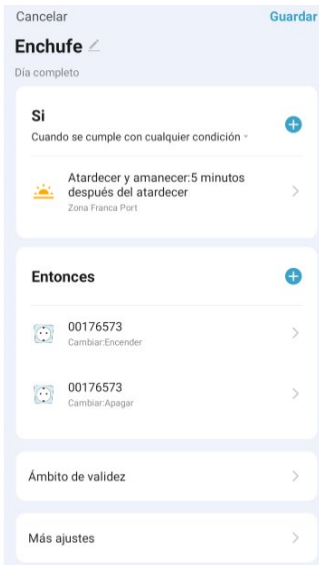 Cancelar
Guardar
Enchufe
Día completo
Si
Cuando se cumple con cualquier condición
Atardecer y amanecer:5 minutos
después del atardecer
Zona Franca Port
Entonces
00176573
Cambiar:Encender
00176573
Cambiar:Apagar
Ámbito de validez
Más ajustes